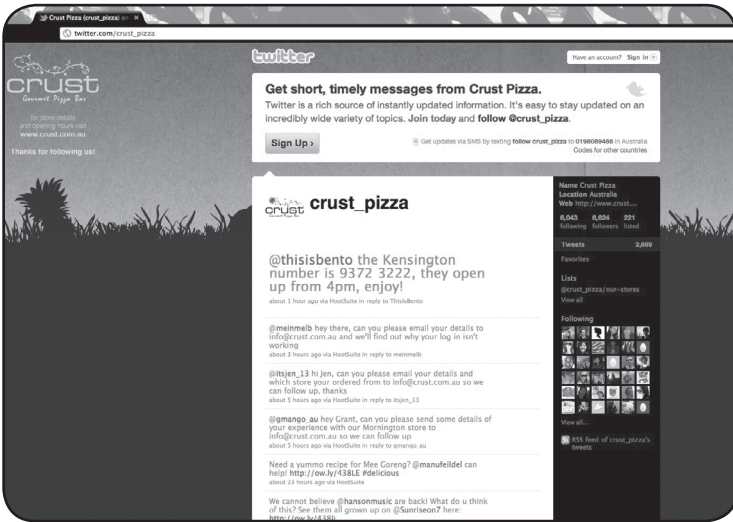 Crust Pizza (crust_pizza) on
twitter.com/crust_pizza
crust
Gourmet Pizza Bar
for store details
and opening hours visit
www.crust.com.au
Thanks for following us!
twitter
Have an account? Sign in
Get short, timely messages from Crust Pizza.
Twitter is a rich source of instantly updated information. It's easy to stay updated on an
incredibly wide variety of topics. Join today and follow @crust_pizza.
Sign Up ›
Get updates via SMS by texting follow crust_pizza to 0198089488 in Australia
Codes for other countries
crust
Gourmet Pizza Bar
crust_pizza
@thisisbento the Kensington
number is 9372 3222, they open
up from 4pm, enjoy!
about 1 hour ago via HootSuite in reply to ThisIsBento
@meinmelb hey there, can you please email your details to
info@crust.com.au and we'll find out why your log in isn't
working
about 3 hours ago via HootSuite in reply to meinmelb
@itsjen_13 hi Jen, can you please email your details and
which store your ordered from to info@crust.com.au so we
can follow up, thanks
about 5 hours ago via HootSuite in reply to itsjen_13
@gmango_au hey Grant, can you please send some details of
your experience with our Mornington store to
info@crust.com.au so we can follow up
about 5 hours ago via HootSuite in reply to gmango_au
Need a yummo recipe for Mee Goreng? @manufeildel can
help! http://ow.ly/438LE #delicious
about 23 hours ago via HootSuite
We cannot believe @hansonmusic are back! What do u think
of this? See them all grown up on @Sunriseon7 here:
Name Crust Pizza
Location Australia
Web http://www.crust....
6,043 6,624 221
following followers listed
Tweets 3,699
Favorites
Lists
@crust_pizza/our-stores
View all
Following
View all...
RSS feed of crust_pizza's
tweets